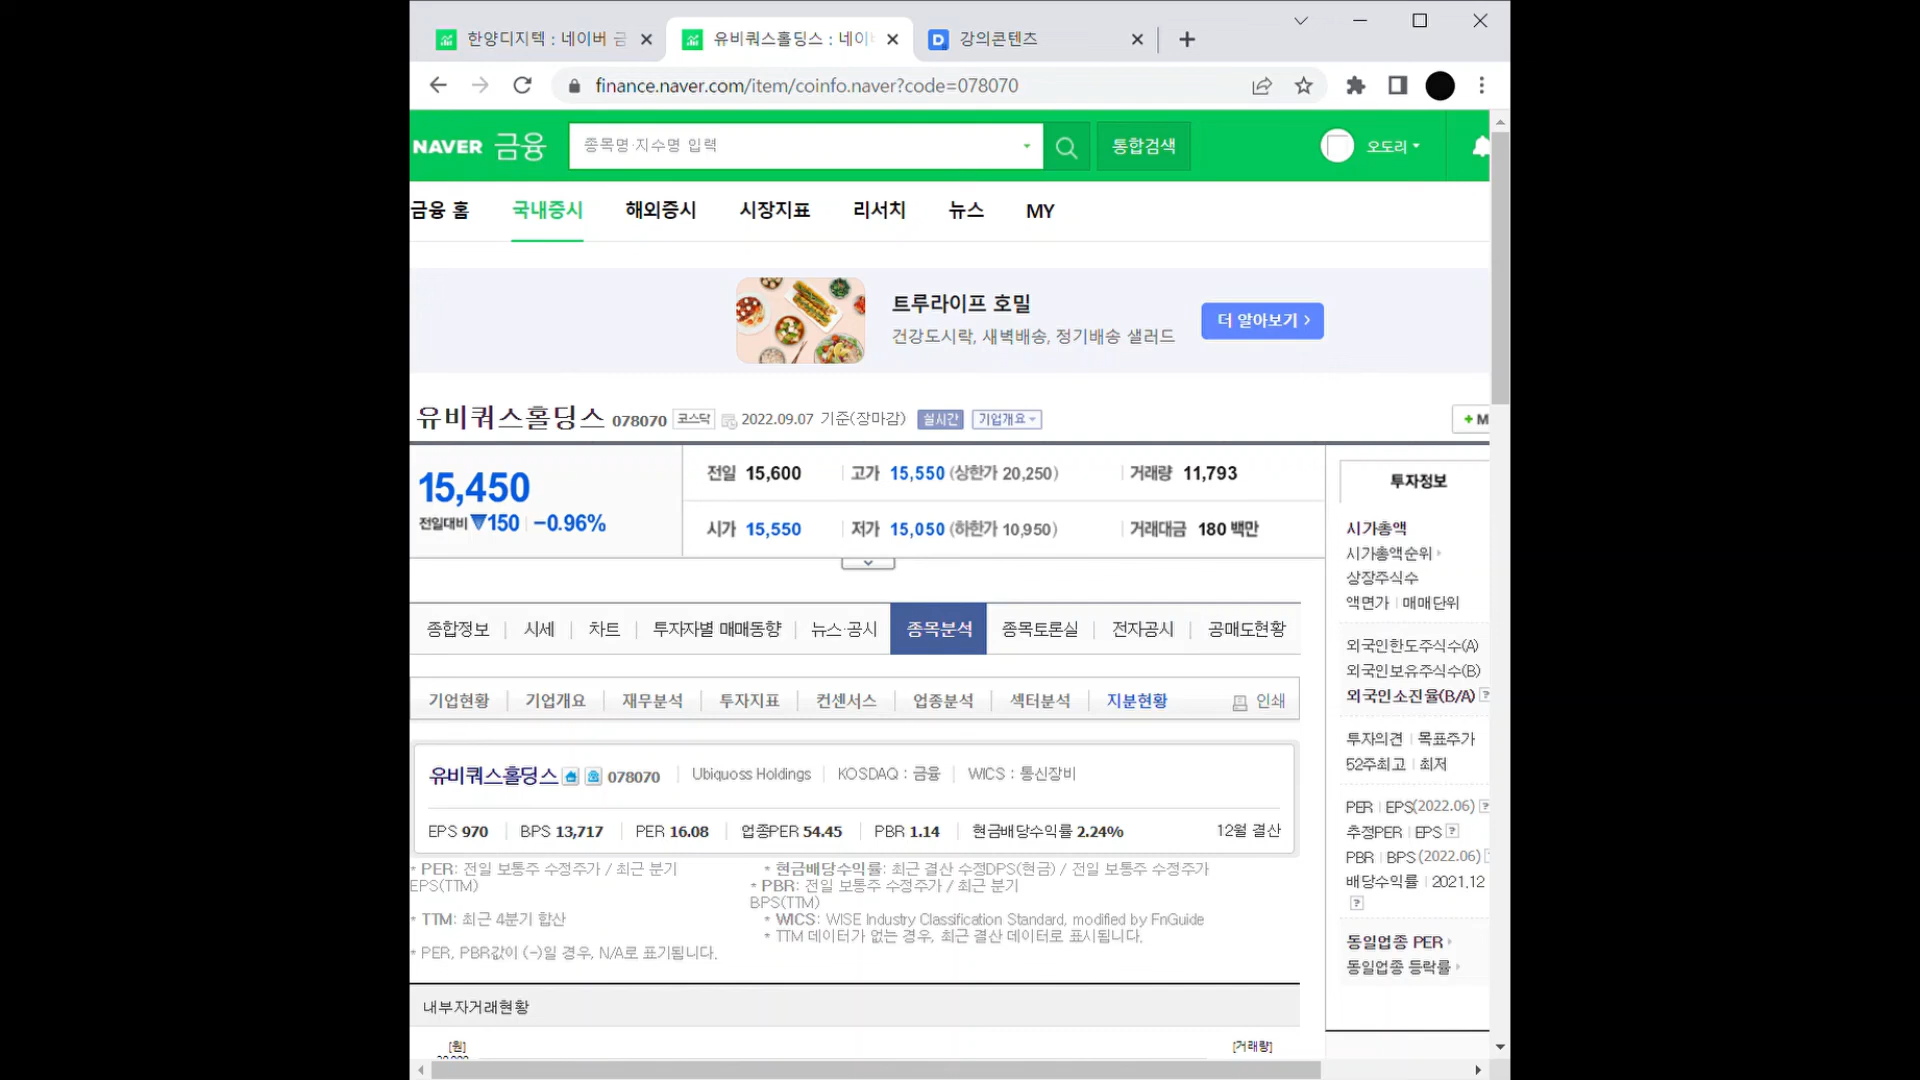 한양디지텍 : 네이버 금
유비쿼스홀딩스 : 네이
강의콘텐츠
finance.naver.com/item/coinfo.naver?code=078070
NAVER 금융
종목명·지수명 입력
통합검색
오토리
금융 홈 국내증시 해외증시 시장지표 리서치 뉴스 MY
트루라이프 호밀
건강도시락, 새벽배송, 정기배송 샐러드
더 알아보기 >
유비쿼스홀딩스 078070 코스닥 2022.09.07 기준(장마감) 실시간 기업개요
+ M
15,450
전일대비 ▼150 -0.96%
전일 15,600 고가 15,550 (상한가 20,250) 거래량 11,793
시가 15,550 저가 15,050 (하한가 10,950) 거래대금 180 백만
종합정보 시세 차트 투자자별 매매동향 뉴스·공시 종목분석 종목토론실 전자공시 공매도현황
기업현황 기업개요 재무분석 투자지표 컨센서스 업종분석 섹터분석 지분현황 인쇄
유비쿼스홀딩스 078070 Ubiquoss Holdings KOSDAQ : 금융 WICS : 통신장비
EPS 970 BPS 13,717 PER 16.08 업종PER 54.45 PBR 1.14 현금배당수익률 2.24% 12월 결산
* PER: 전일 보통주 수정주가 / 최근 분기
EPS(TTM)
* TTM: 최근 4분기 합산
* PER, PBR값이 (-)일 경우, N/A로 표기됩니다.
* 현금배당수익률: 최근 결산 수정DPS(현금) / 전일 보통주 수정주가
* PBR: 전일 보통주 수정주가 / 최근 분기
BPS(TTM)
* WICS: WISE Industry Classification Standard, modified by FnGuide
* TTM 데이터가 없는 경우, 최근 결산 데이터로 표시됩니다.
내부자거래현황
[원]
[거래량]
투자정보
시가총액
시가총액순위
상장주식수
액면가 | 매매단위
외국인한도주식수(A)
외국인보유주식수(B)
외국인소진율(B/A) ?
투자의견 | 목표주가
52주최고 | 최저
PER | EPS(2022.06) ?
추정PER | EPS ?
PBR | BPS (2022.06)
배당수익률 | 2021.12
?
동일업종 PER
동일업종 등락률